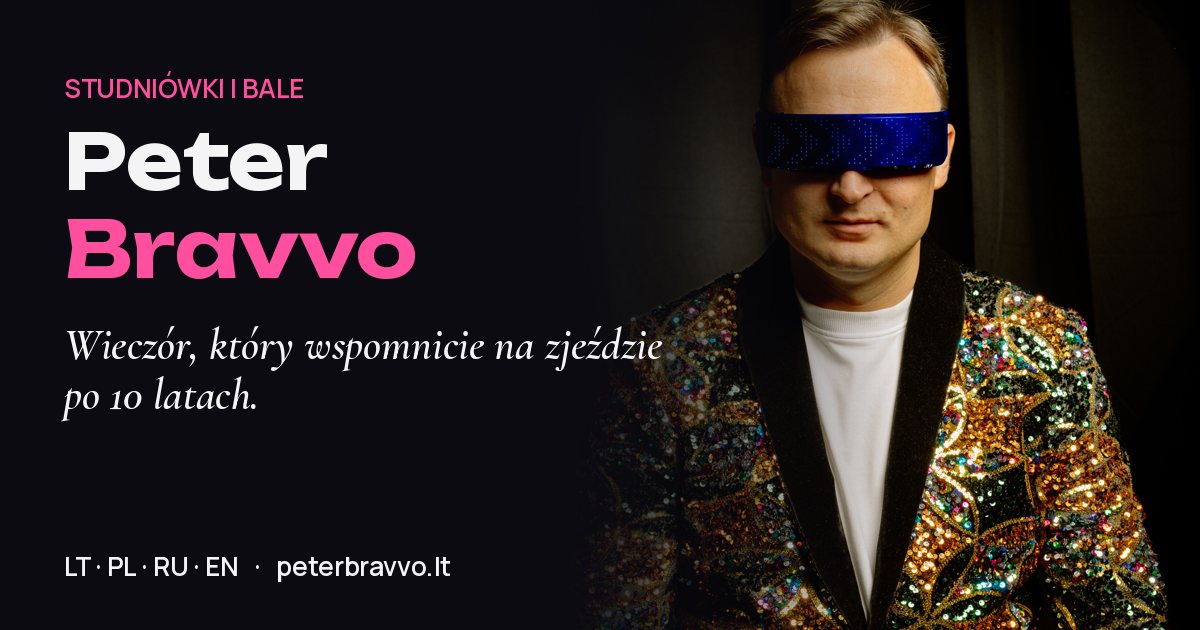 STUDNIÓWKI I BALE
Peter
Bravvo
Wieczór, który wspomnicie na zjeździe
po 10 latach.
LT · PL · RU · EN · peterbravvo.lt